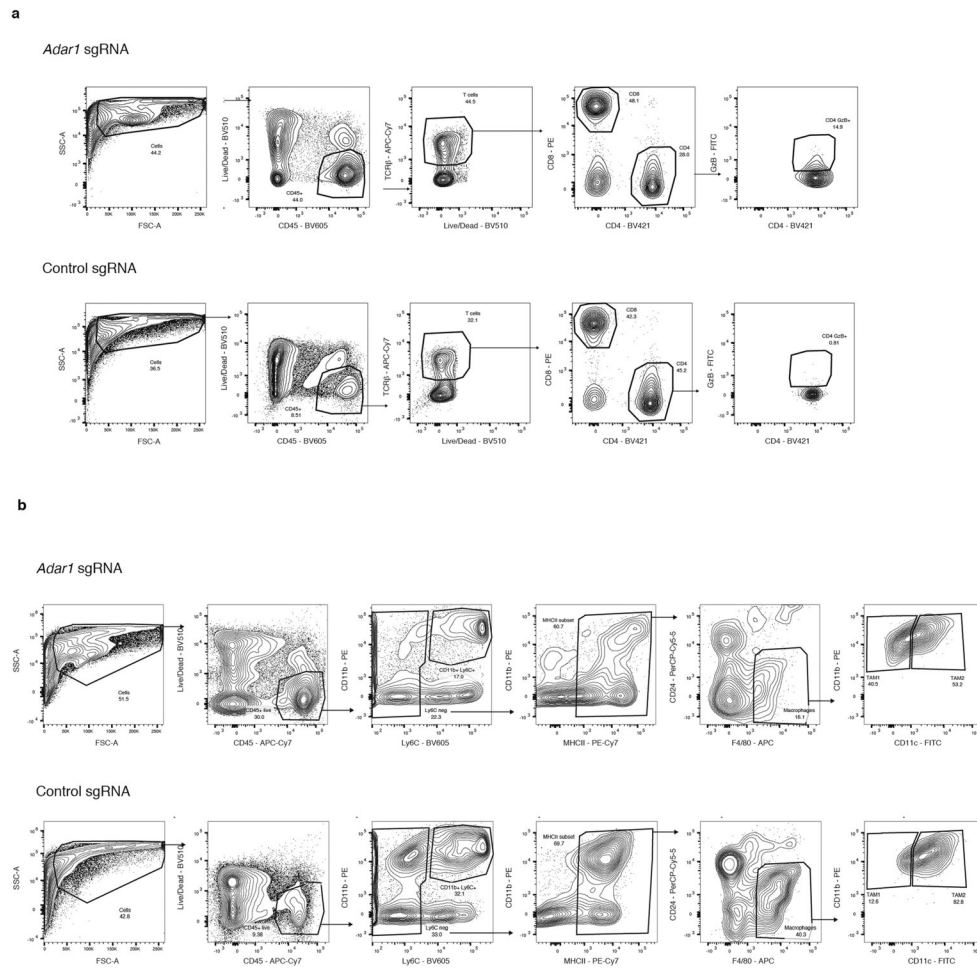 a
Adar1 sgRNA
SSC-A
Cells
44.2
FSC-A
Live/Dead - BV510
CD45+
44.0
CD45 - BV605
TCRβ - APC-Cy7
T cells
44.5
Live/Dead - BV510
CD8 - PE
CD8
48.1
CD4
28.0
CD4 - BV421
GzB - FITC
CD4 GzB+
14.9
CD4 - BV421
Control sgRNA
SSC-A
Cells
36.5
FSC-A
Live/Dead - BV510
CD45+
8.51
CD45 - BV605
TCRβ - APC-Cy7
T cells
32.1
Live/Dead - BV510
CD8 - PE
CD8
42.3
CD4
45.2
CD4 - BV421
GzB - FITC
CD4 GzB+
0.81
CD4 - BV421
b
Adar1 sgRNA
SSC-A
Cells
51.5
FSC-A
Live/Dead - BV510
CD45+ live
30.0
CD45 - APC-Cy7
CD11b - PE
CD11b+ Ly6C+
17.0
Ly6C neg
22.3
Ly6C - BV605
CD11b - PE
MHCII subset
60.7
MHCII - PE-Cy7
CD24 - PerCP-Cy5-5
Macrophages
16.1
F4/80 - APC
CD11b - PE
TAM1
40.5
TAM2
53.2
CD11c - FITC
Control sgRNA
SSC-A
Cells
42.8
FSC-A
Live/Dead - BV510
CD45+ live
9.38
CD45 - APC-Cy7
CD11b - PE
CD11b+ Ly6C+
32.1
Ly6C neg
33.0
Ly6C - BV605
CD11b - PE
MHCII subset
69.7
MHCII - PE-Cy7
CD24 - PerCP-Cy5-5
Macrophages
40.3
F4/80 - APC
CD11b - PE
TAM1
12.6
TAM2
82.8
CD11c - FITC